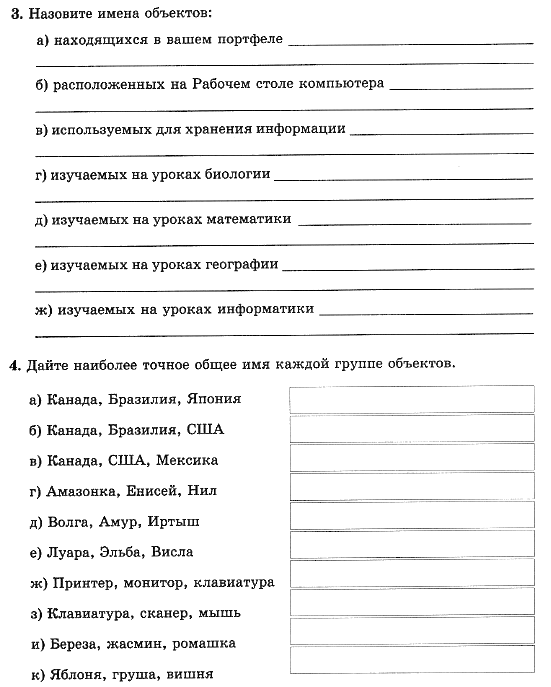 3. Назовите имена объектов:
а) находящихся в вашем портфеле
б) расположенных на Рабочем столе компьютера
в) используемых для хранения информации
г) изучаемых на уроках биологии
д) изучаемых на уроках математики
е) изучаемых на уроках географии
ж) изучаемых на уроках информатики
4. Дайте наиболее точное общее имя каждой группе объектов.
а) Канада, Бразилия, Япония
б) Канада, Бразилия, США
в) Канада, США, Мексика
г) Амазонка, Енисей, Нил
д) Волга, Амур, Иртыш
е) Луара, Эльба, Висла
ж) Принтер, монитор, клавиатура
з) Клавиатура, сканер, мышь
и) Береза, жасмин, ромашка
к) Яблоня, груша, вишня